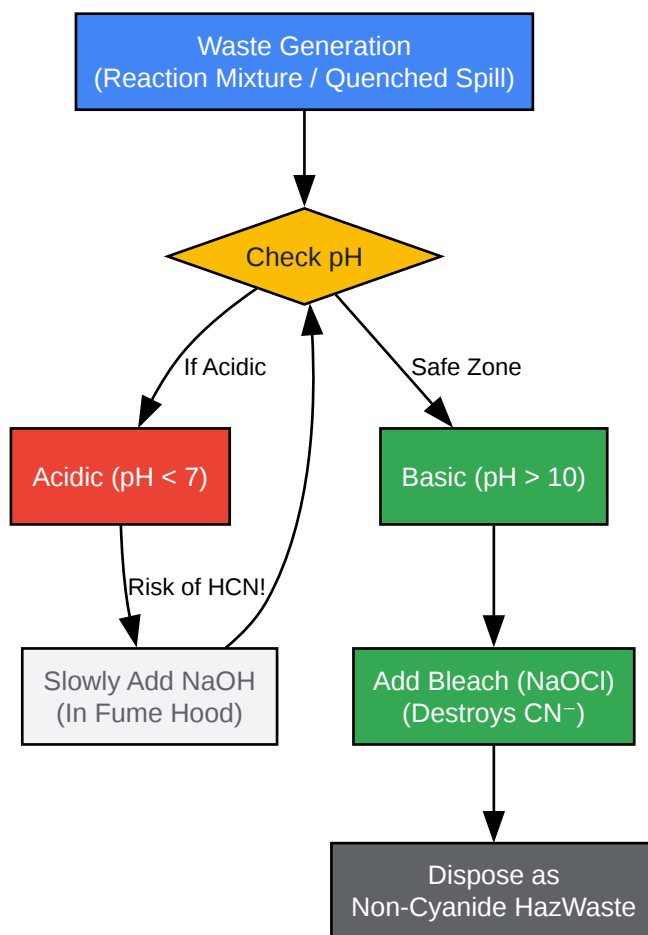 Waste Generation
(Reaction Mixture / Quenched Spill)
Check pH
If Acidic
Safe Zone
Acidic (pH < 7)
Basic (pH > 10)
Risk of HCN!
Slowly Add NaOH
(In Fume Hood)
Add Bleach (NaOCl)
(Destroys CN⁻)
Dispose as
Non-Cyanide HazWaste